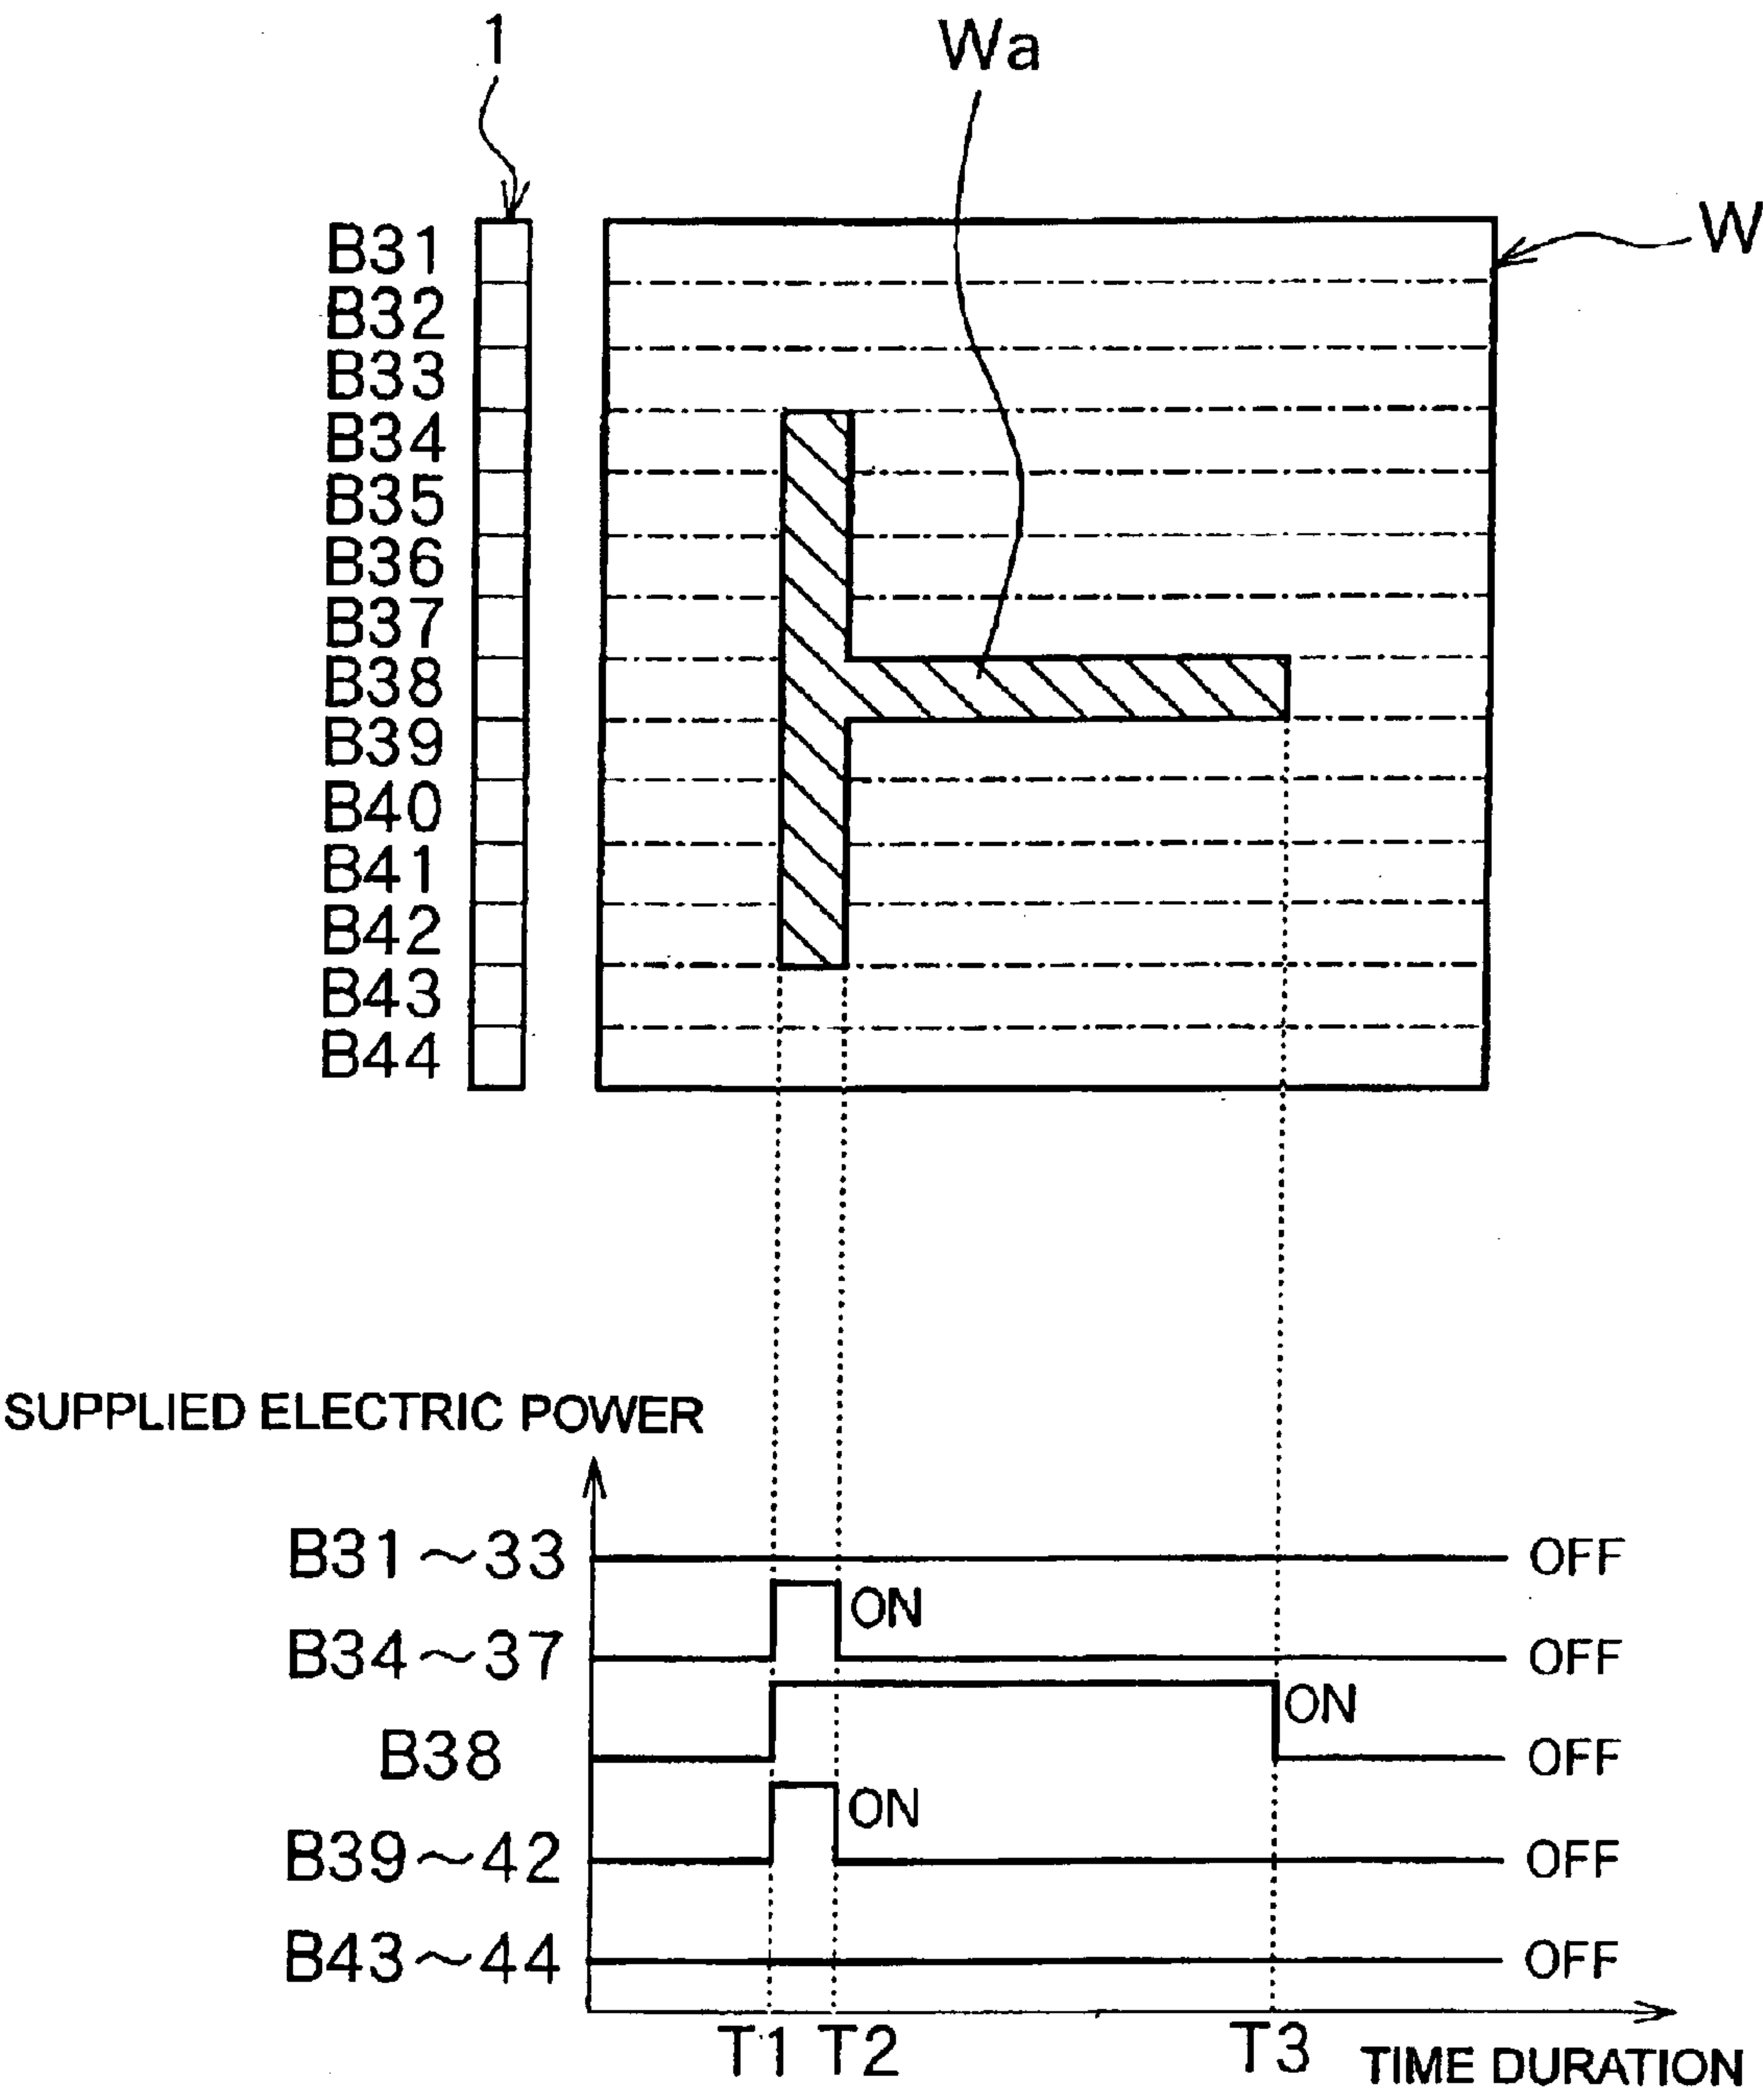 1
Wa
W
B31
B32
B33
B34
B35
B36
B37
B38
B39
B40
B41
B42
B43
B44
SUPPLIED ELECTRIC POWER
B31~33 OFF
ON
B34~37 OFF
ON
B38 OFF
ON
B39~42 OFF
B43~44 OFF
T1 T2 T3 TIME DURATION